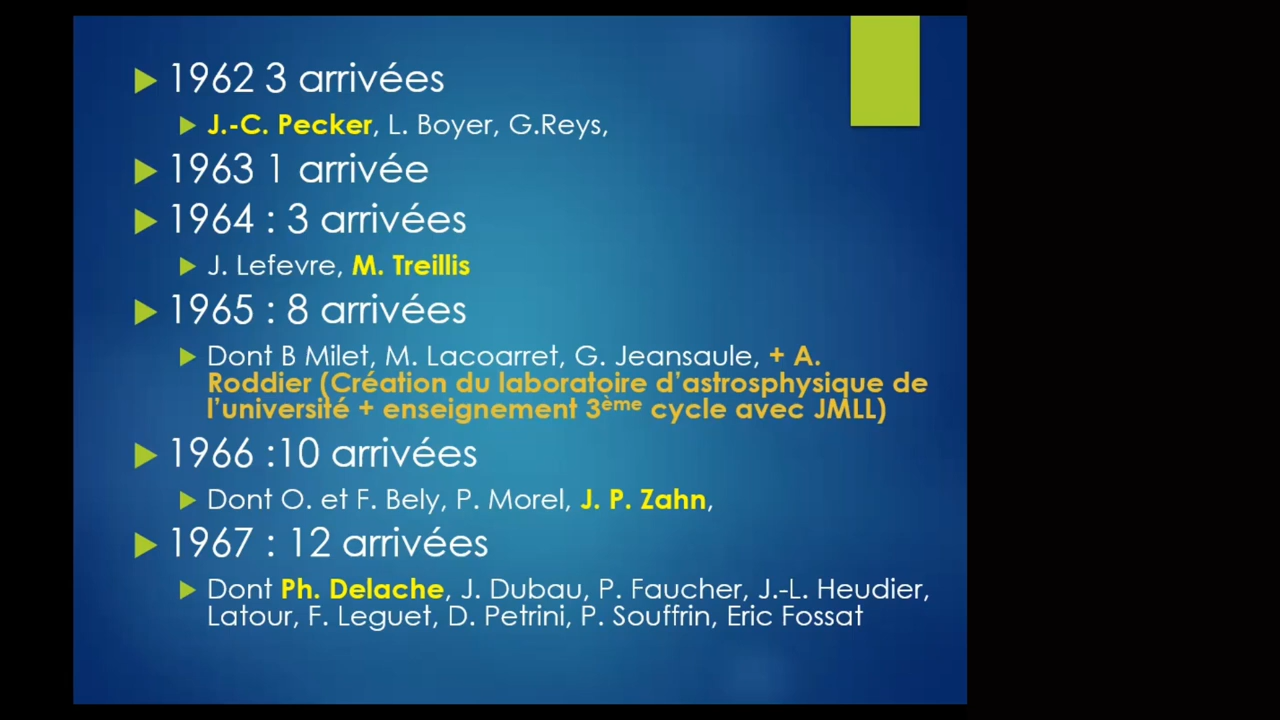 1962 3 arrivées
J.-C. Pecker, L. Boyer, G.Reys,
1963 1 arrivée
1964 : 3 arrivées
J. Lefevre, M. Treillis
1965 : 8 arrivées
Dont B Milet, M. Lacoarret, G. Jeansaule, + A.
Roddier (Création du laboratoire d’astrosphysique de
l’université + enseignement 3ème cycle avec JMLL)
1966 :10 arrivées
Dont O. et F. Bely, P. Morel, J. P. Zahn,
1967 : 12 arrivées
Dont Ph. Delache, J. Dubau, P. Faucher, J.-L. Heudier,
Latour, F. Leguet, D. Petrini, P. Souffrin, Eric Fossat